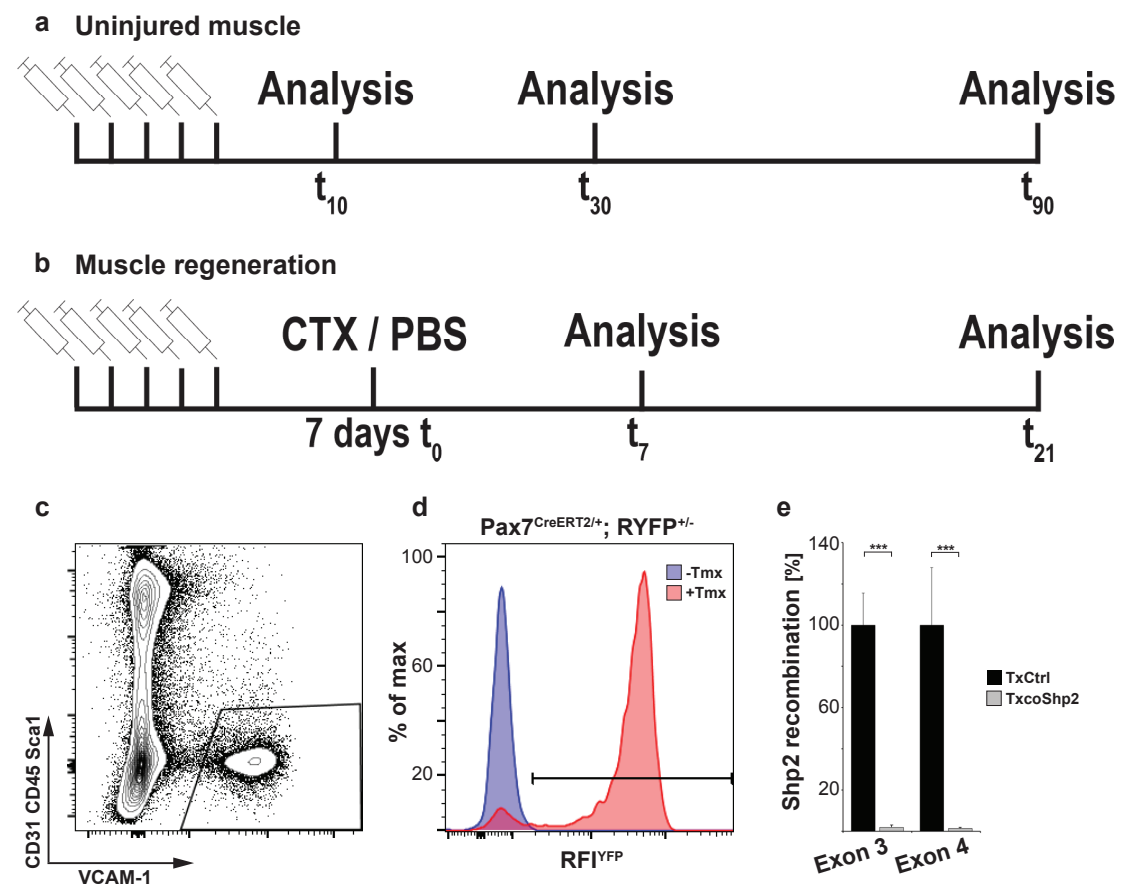 a Uninjured muscle
Analysis Analysis Analysis
t10 t30 t90
b Muscle regeneration
CTX / PBS Analysis Analysis
7 days t0 t7 t21
c
CD31 CD45 Sca1
VCAM-1
d
Pax7CreERT2/+; RYFP+/-
100
60
20
% of max
-Tmx
+Tmx
RFIYFP
e
140
100
60
20
Shp2 recombination [%]
*** ***
TxCtrl
TxcoShp2
Exon 3 Exon 4